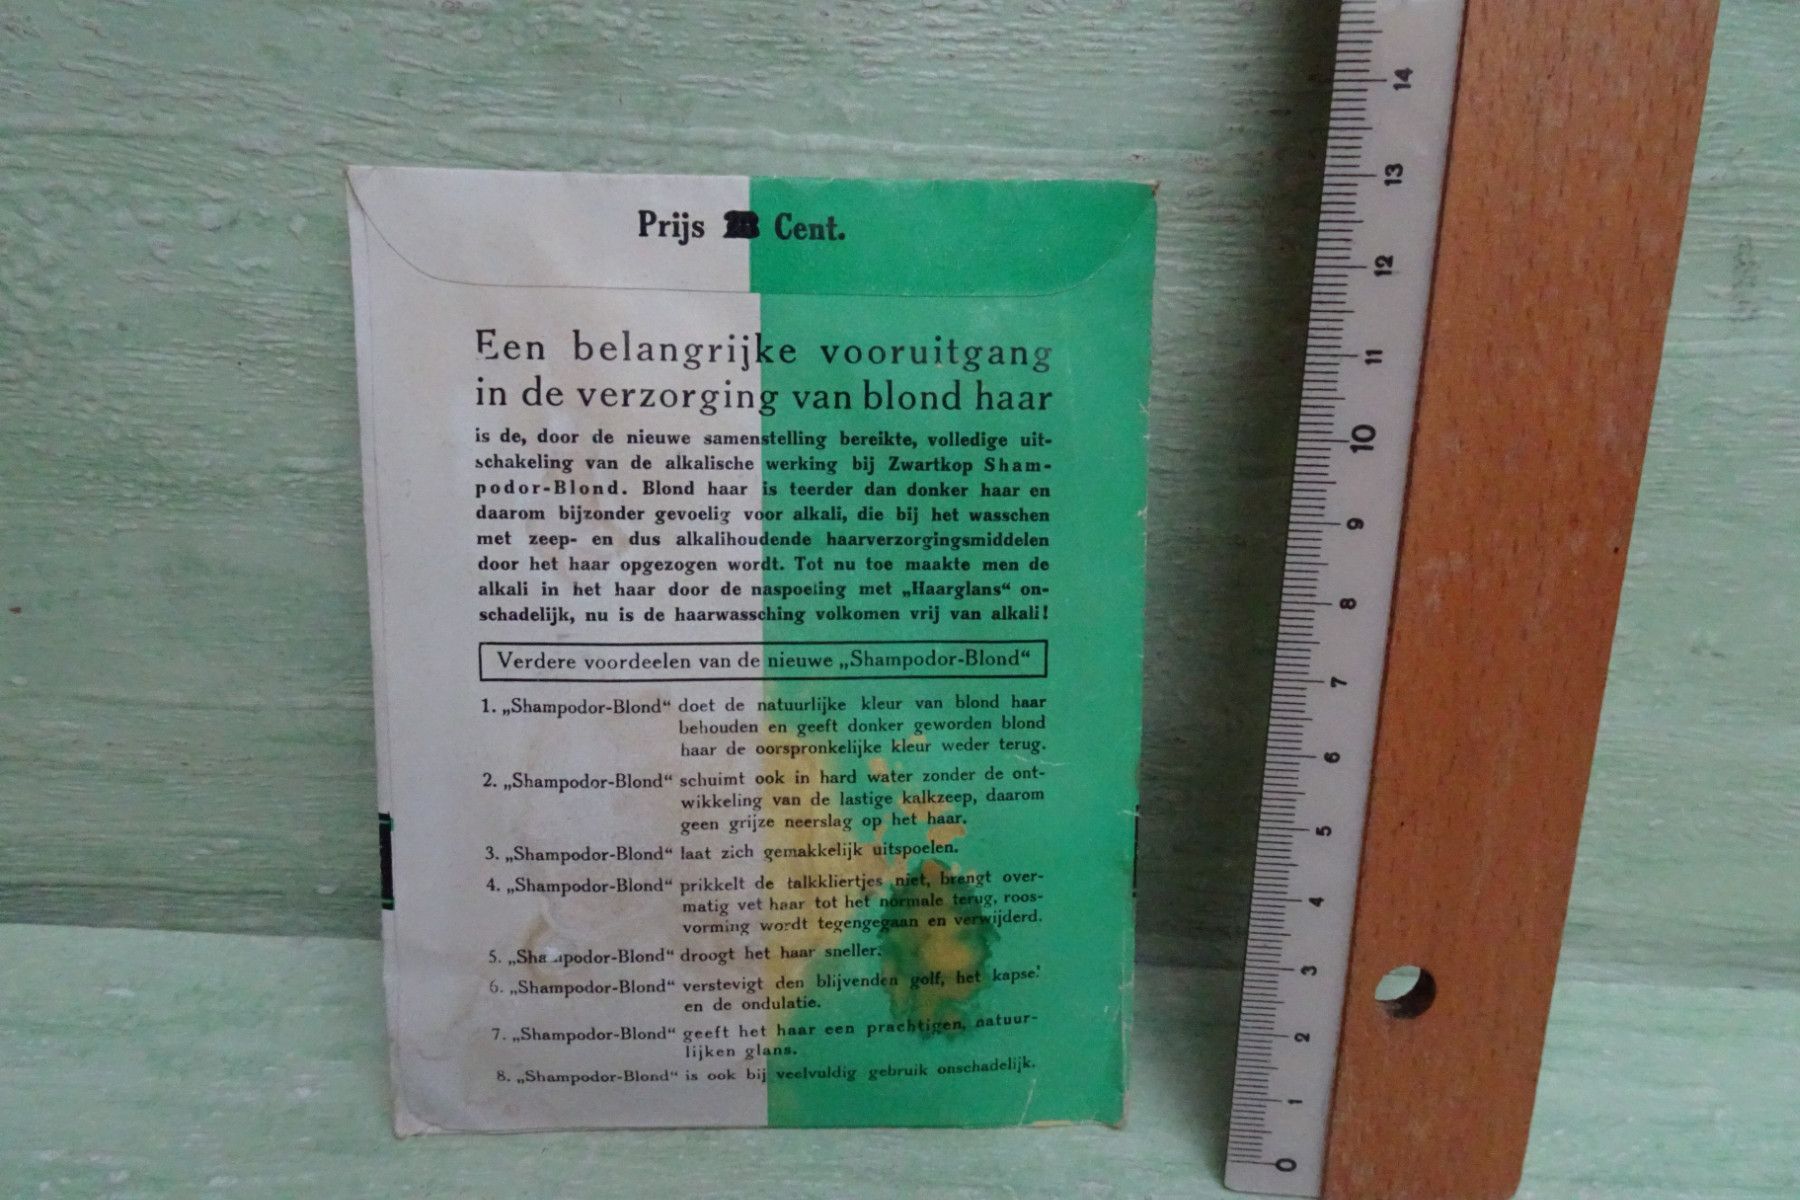 Prijs Cent.
Een belangrijke vooruitgang
in de verzorging van blond haar
is de, door de nieuwe samenstelling bereikte, volledige uit-
schakeling van de alkalische werking bij Zwartkop Sham-
podor-Blond. Blond haar is teerder dan donker haar en
daarom bijzonder gevoelig voor alkali, die bij het wasschen
met zeep- en dus alkalihoudende haarverzorgingsmiddelen
door het haar opgezogen wordt. Tot nu toe maakte men de
alkali in het haar door de naspoeling met „Haarglans“ on-
schadelijk, nu is de haarwassching volkomen vrij van alkali!
Verdere voordeelen van de nieuwe „Shampodor-Blond“
1. „Shampodor-Blond“ doet de natuurlijke kleur van blond haar
behouden en geeft donker geworden blond
haar de oorspronkelijke kleur weder terug.
2. „Shampodor-Blond“ schuimt ook in hard water zonder de ont-
wikkeling van de lastige kalkzeep, daarom
geen grijze neerslag op het haar.
3. „Shampodor-Blond“ laat zich gemakkelijk uitspoelen.
4. „Shampodor-Blond“ prikkelt de talkkliertjes niet, brengt over-
matig vet haar tot het normale terug, roos-
vorming wordt tegengegaan en verwijderd.
5. „Shampodor-Blond“ droogt het haar sneller.
6. „Shampodor-Blond“ verstevigt den blijvenden golf, het kapsel
en de ondulatie.
7. „Shampodor-Blond“ geeft het haar een prachtigen, natuur-
lijken glans.
8. „Shampodor-Blond“ is ook bij veelvuldig gebruik onschadelijk.
14
13
12
11
10
9
8
7
6
5
4
3
2
1
0